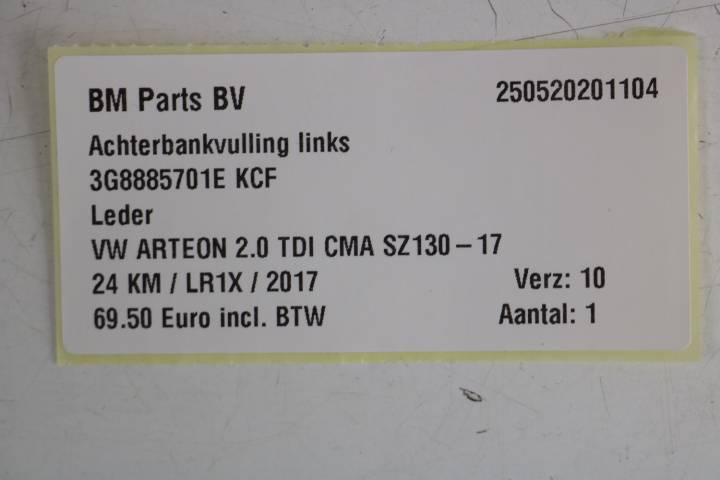 BM Parts BV 250520201104
Achterbankvulling links
3G8885701E KCF
Leder
VW ARTEON 2.0 TDI CMA SZ130 – 17
24 KM / LR1X / 2017 Verz: 10
69.50 Euro incl. BTW Aantal: 1